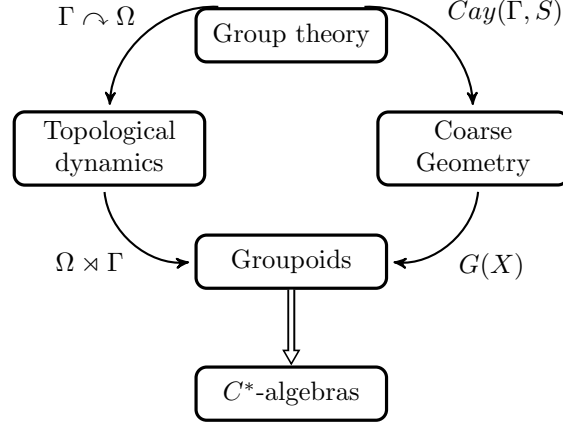 Γ ↷ Ω
Cay(Γ, S)
Group theory
Topological
dynamics
Coarse
Geometry
Ω ⋊ Γ
Groupoids
G(X)
C*-algebras